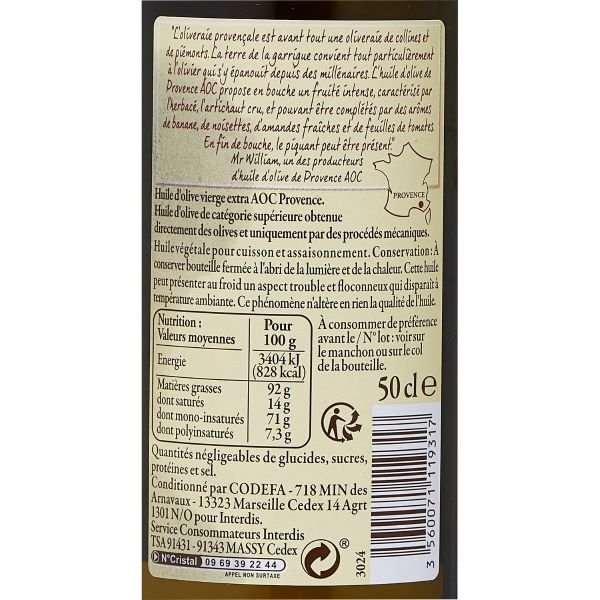 "L'oliveraie provençale est avant tout une oliveraie de collines et
de piémonts. La terre de la garrigue convient tout particulièrement
à l'olivier qui s'y épanouit depuis des millénaires. L'huile d'olive de
Provence AOC propose en bouche un fruité intense, caractérisé par
l'herbacé, l'artichaut cru, et pouvant être complétés par des arômes
de banane, de noisettes, d'amandes fraîches et de feuilles de tomates.
En fin de bouche, le piquant peut être présent."
Mr William, un des producteurs
d'huile d'olive de Provence AOC
PROVENCE
Huile d'olive vierge extra AOC Provence.
Huile d'olive de catégorie supérieure obtenue
directement des olives et uniquement par des procédés mécaniques.
Huile végétale pour cuisson et assaisonnement. Conservation : À
conserver bouteille fermée à l'abri de la lumière et de la chaleur. Cette huile
peut présenter au froid un aspect trouble et floconneux qui disparaît à
température ambiante. Ce phénomène n'altère en rien la qualité de l'huile.
Nutrition : Pour
Valeurs moyennes 100 g
Energie 3404 kJ
(828 kcal)
Matières grasses 92 g
dont saturés 14 g
dont mono-insaturés 71 g
dont polyinsaturés 7,3 g
À consommer de préférence
avant le / N° lot : voir sur
le manchon ou sur le col
de la bouteille.
50 cl e
Quantités négligeables de glucides, sucres,
protéines et sel.
Conditionné par CODEFA - 718 MIN des
Arnavaux - 13323 Marseille Cedex 14 Agrt
1301 N/O pour Interdis.
Service Consommateurs Interdis
TSA 91431 - 91343 MASSY Cedex
N°Cristal 09 69 39 22 44
APPEL NON SURTAXE
®
3024
3 560071 119317